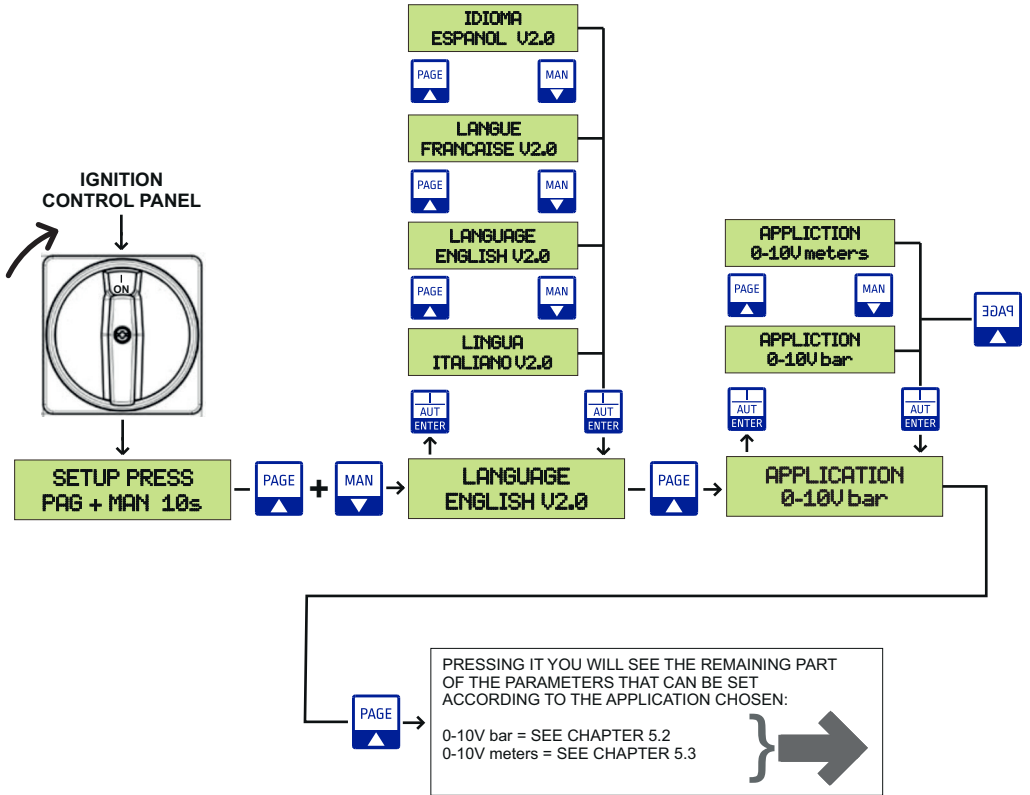 IDIOMA
ESPANOL V2.0
PAGE
MAN
LANGUE
FRANCAISE V2.0
PAGE
MAN
LANGUAGE
ENGLISH V2.0
PAGE
MAN
LINGUA
ITALIANO V2.0
I
AUT
ENTER
I
AUT
ENTER
IGNITION
CONTROL PANEL
I
ON
SETUP PRESS
PAG + MAN 10s
PAGE
+
MAN
LANGUAGE
ENGLISH V2.0
PAGE
APPLICTION
0-10V meters
PAGE
MAN
APPLICTION
0-10V bar
I
AUT
ENTER
I
AUT
ENTER
PAGE
APPLICATION
0-10V bar
PAGE
PRESSING IT YOU WILL SEE THE REMAINING PART
OF THE PARAMETERS THAT CAN BE SET
ACCORDING TO THE APPLICATION CHOSEN:
0-10V bar = SEE CHAPTER 5.2
0-10V meters = SEE CHAPTER 5.3
}